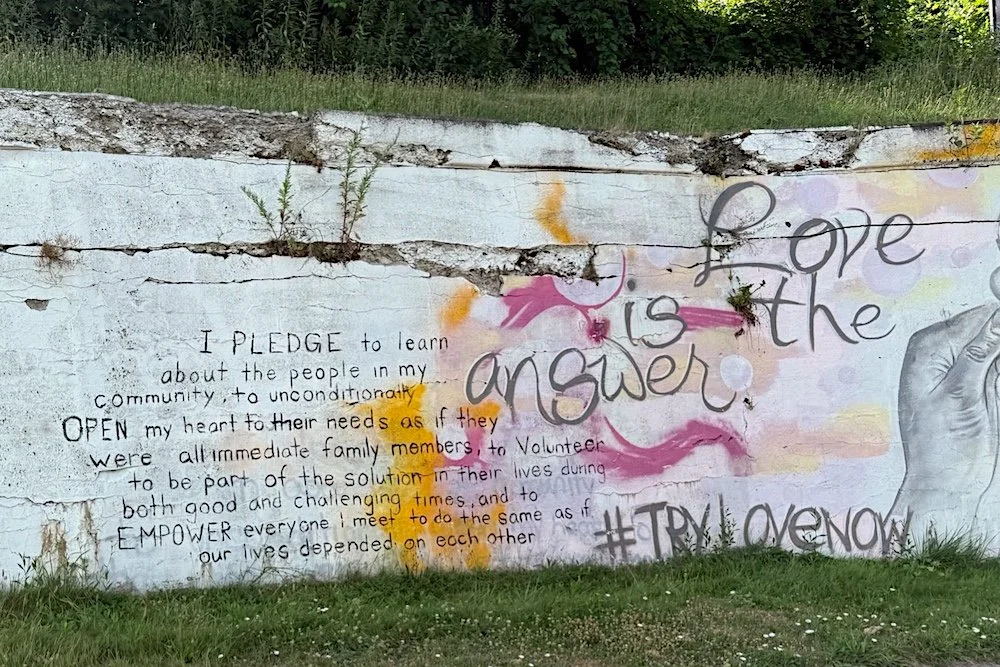 I PLEDGE to learn
about the people in my
community, to unconditionally
OPEN my heart to their needs as if they
were all immediate family members, to Volunteer
to be part of the solution in their lives during
both good and challenging times, and to
EMPOWER everyone I meet to do the same as if
our lives depended on each other
Love
is the
answer
#TRYLOVENOW